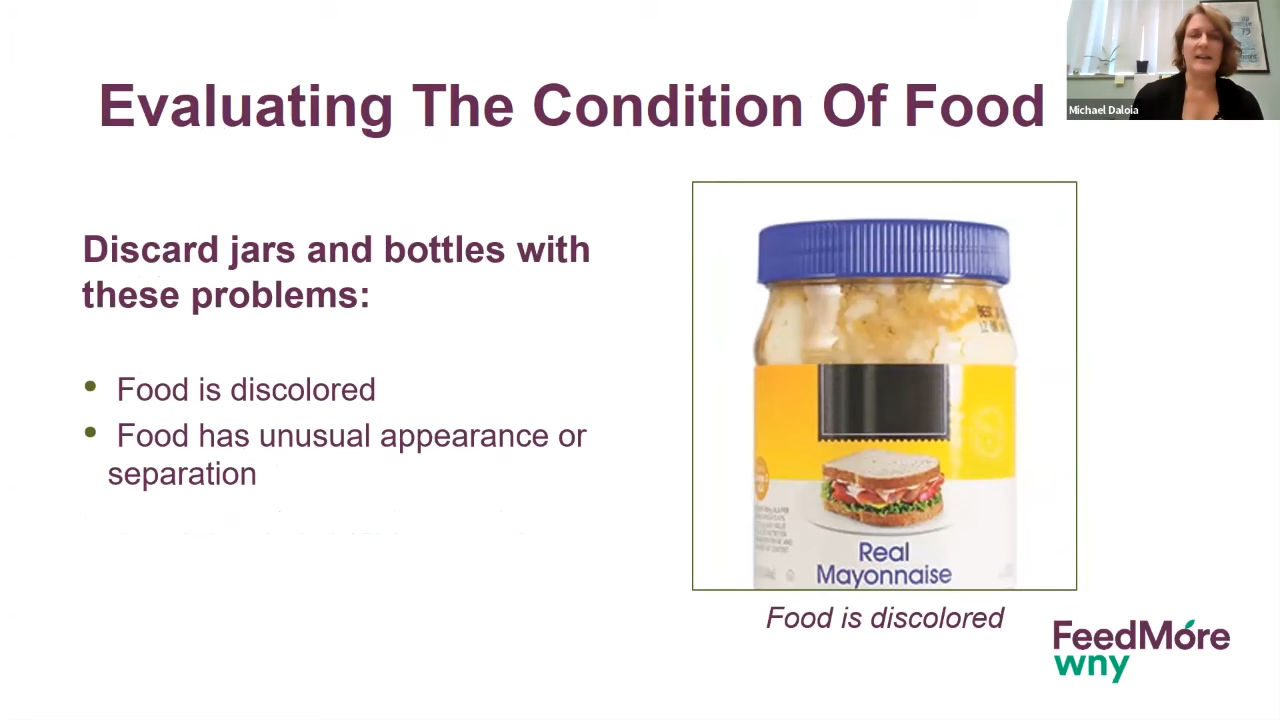 Evaluating The Condition Of Food
Michael Daloia
Discard jars and bottles with
these problems:
• Food is discolored
• Food has unusual appearance or
separation
Real
Mayonnaise
Food is discolored
FeedMore
wny